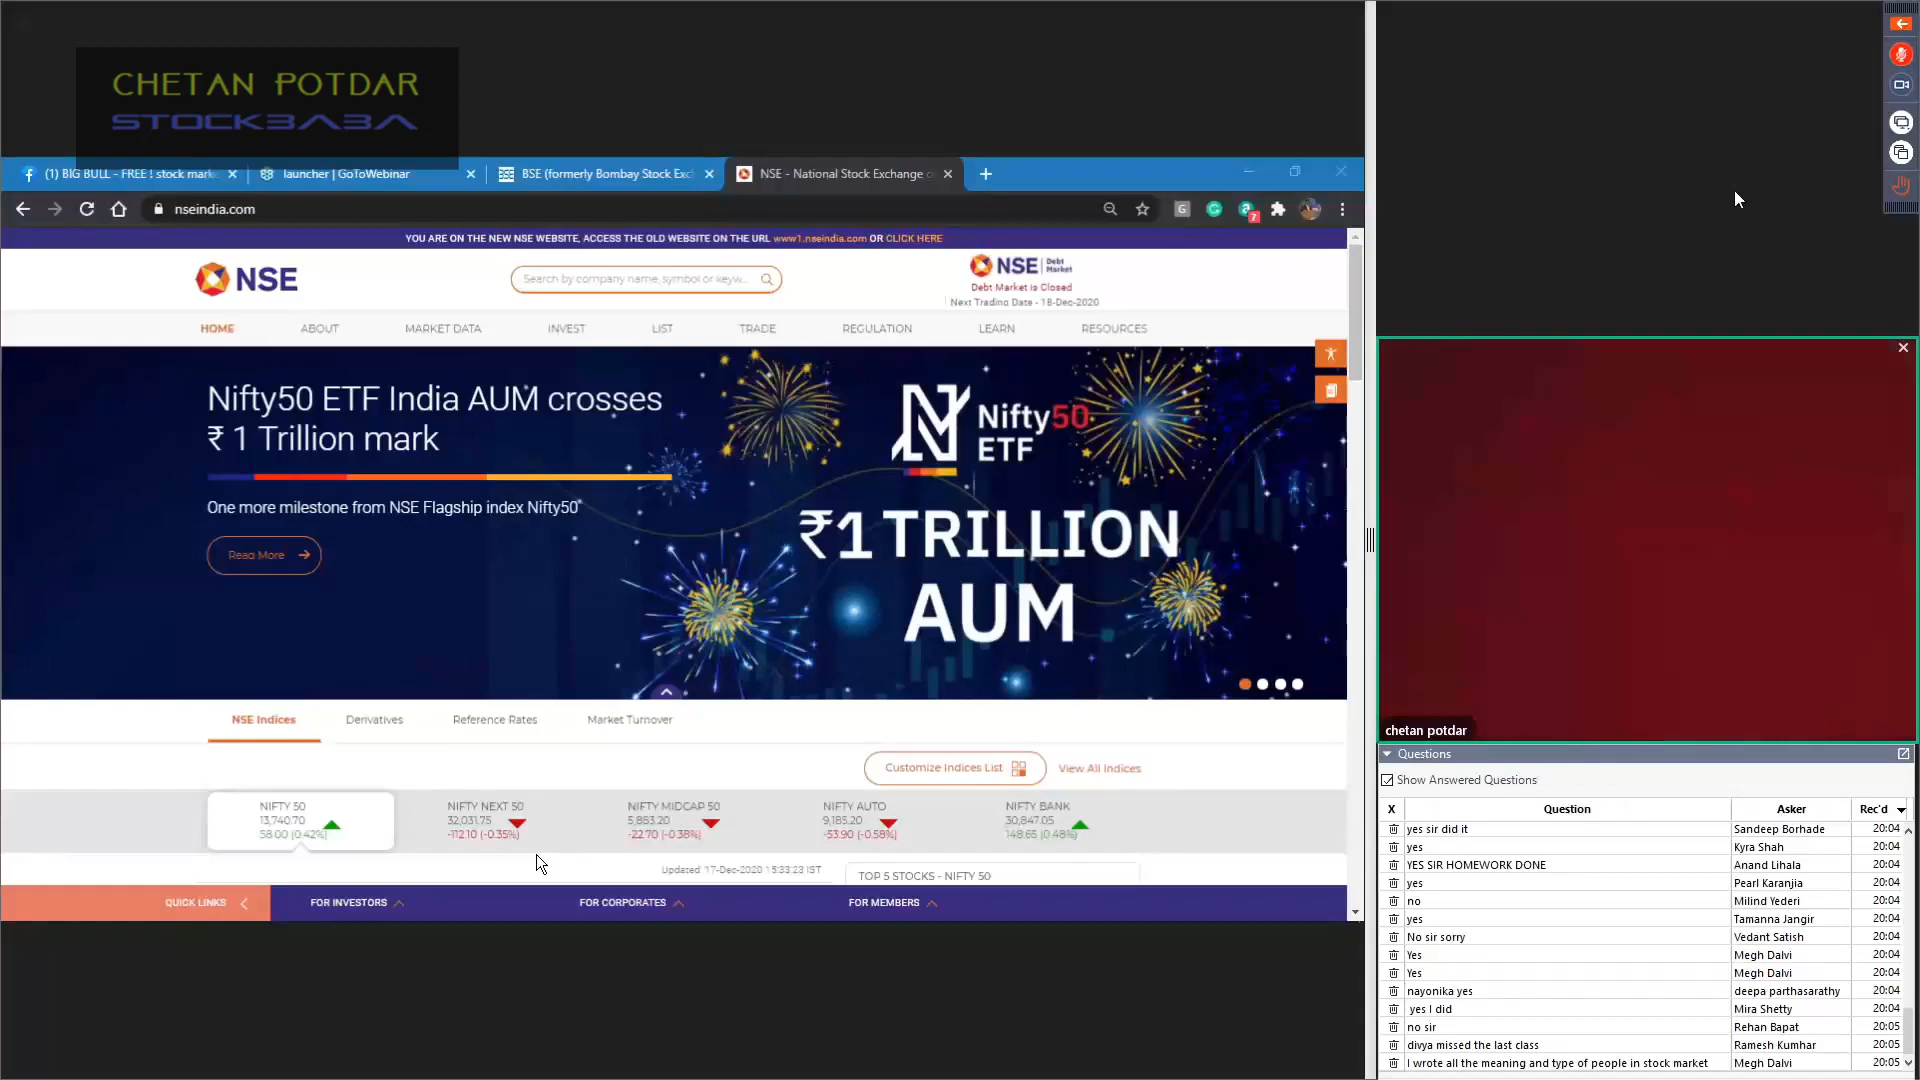 CHETAN POTDAR
STOCKBABA
(1) BIG BULL - FREE ! stock mark
launcher | GoToWebinar
BSE (formerly Bombay Stock Exc
NSE - National Stock Exchange o
nseindia.com
YOU ARE ON THE NEW NSE WEBSITE, ACCESS THE OLD WEBSITE ON THE URL www1.nseindia.com OR CLICK HERE
NSE
Search by company name, symbol or keyw...
NSE Debt Market
Debt Market is Closed
Next Trading Date - 18-Dec-2020
HOME ABOUT MARKET DATA INVEST LIST TRADE REGULATION LEARN RESOURCES
Nifty50 ETF India AUM crosses
₹ 1 Trillion mark
One more milestone from NSE Flagship index Nifty50
Read More
Nifty50
ETF
₹1 TRILLION
AUM
NSE Indices Derivatives Reference Rates Market Turnover
Customize Indices List View All Indices
NIFTY 50 NIFTY NEXT 50 NIFTY MIDCAP 50 NIFTY AUTO NIFTY BANK
13,740.70 32,031.75 5,853.20 9,185.20 30,847.05
58.00 (0.42%) -112.10 (-0.35%) -22.70 (-0.38%) -53.90 (-0.58%) 148.65 (0.48%)
Updated: 17-Dec-2020 15:33:23 IST
TOP 5 STOCKS - NIFTY 50
QUICK LINKS FOR INVESTORS FOR CORPORATES FOR MEMBERS
chetan potdar
Questions
Show Answered Questions
X Question Asker Rec'd
yes sir did it Sandeep Borhade 20:04
yes Kyra Shah 20:04
YES SIR HOMEWORK DONE Anand Lihala 20:04
yes Pearl Karanjia 20:04
no Milind Yederi 20:04
yes Tamanna Jangir 20:04
No sir sorry Vedant Satish 20:04
Yes Megh Dalvi 20:04
Yes Megh Dalvi 20:04
nayonika yes deepa parthasarathy 20:04
yes I did Mira Shetty 20:04
no sir Rehan Bapat 20:05
divya missed the last class Ramesh Kumhar 20:05
I wrote all the meaning and type of people in stock market Megh Dalvi 20:05